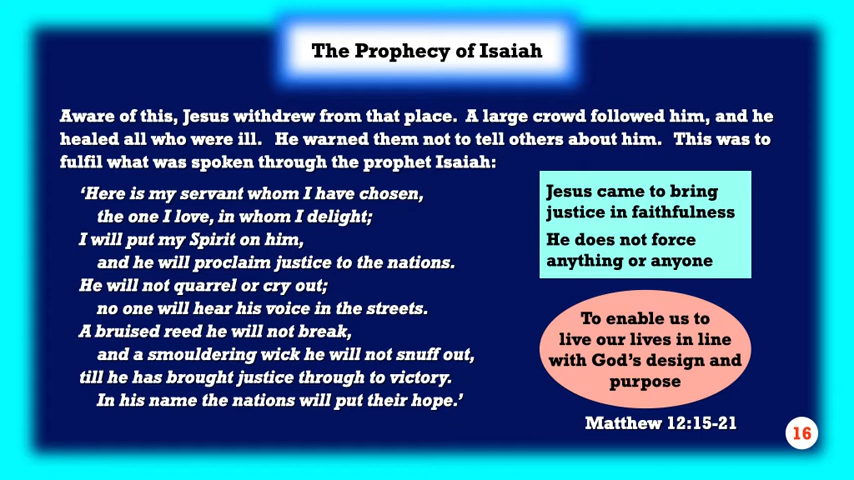 The Prophecy of Isaiah
Aware of this, Jesus withdrew from that place. A large crowd followed him, and he
healed all who were ill. He warned them not to tell others about him. This was to
fulfil what was spoken through the prophet Isaiah:
‘Here is my servant whom I have chosen,
the one I love, in whom I delight;
I will put my Spirit on him,
and he will proclaim justice to the nations.
He will not quarrel or cry out;
no one will hear his voice in the streets.
A bruised reed he will not break,
and a smouldering wick he will not snuff out,
till he has brought justice through to victory.
In his name the nations will put their hope.’
Jesus came to bring
justice in faithfulness
He does not force
anything or anyone
To enable us to
live our lives in line
with God’s design and
purpose
Matthew 12:15-21
16